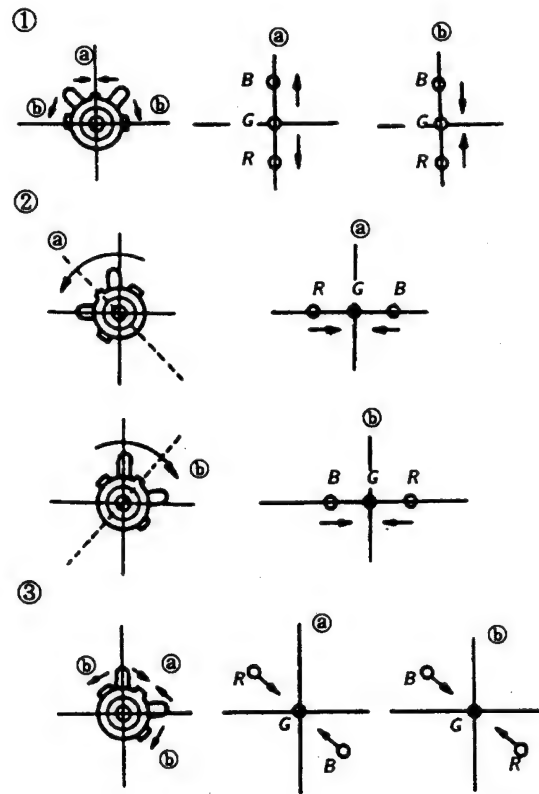 ①
ⓐ ⓐ ⓑ
ⓑ ⓑ B B
G G
R R
②
ⓐ ⓐ
R G B
ⓑ
ⓑ B G R
③
ⓐ ⓑ
ⓑ ⓐ R B
G G
ⓑ B R